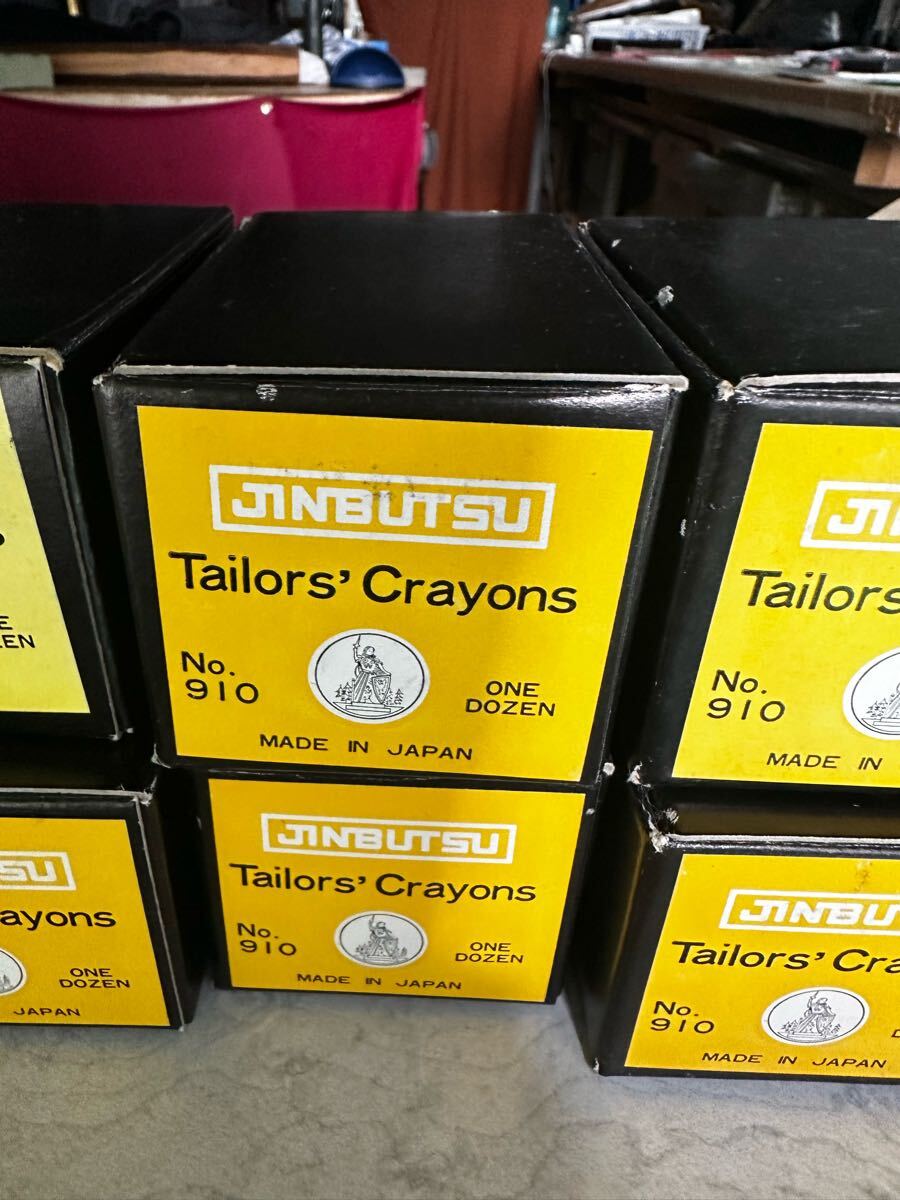 JINBUTSU
Tailors' Crayons
No.
910
ONE
DOZEN
MADE IN JAPAN
JINBUTSU
Tailors' Crayons
No.
910
ONE
DOZEN
MADE IN JAPAN
Tailors
No.
910
MADE IN
Tailors'
No.
910
MADE IN JAPAN
ONE
DOZEN
JAPAN